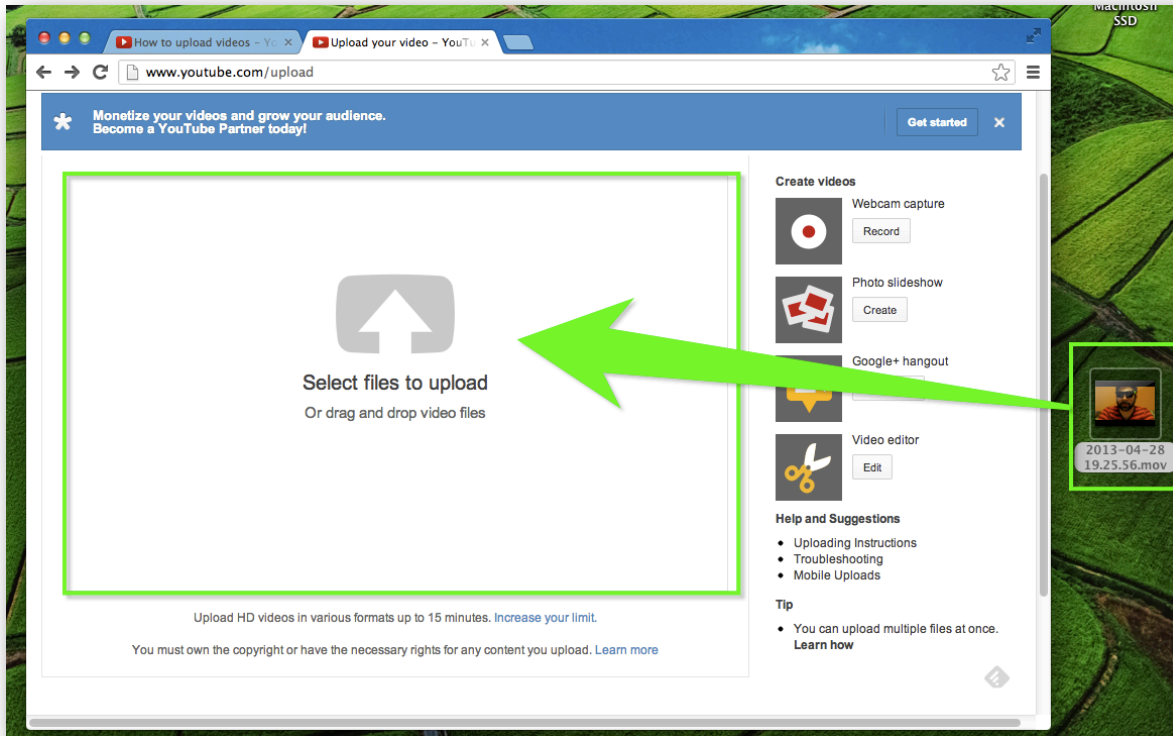 Macintosh
SSD
How to upload videos - Yo
Upload your video - YouTu
www.youtube.com/upload
Monetize your videos and grow your audience.
Become a YouTube Partner today!
Get started
Select files to upload
Or drag and drop video files
Upload HD videos in various formats up to 15 minutes. Increase your limit.
You must own the copyright or have the necessary rights for any content you upload. Learn more
Create videos
Webcam capture
Record
Photo slideshow
Create
Google+ hangout
Video editor
Edit
Help and Suggestions
• Uploading Instructions
• Troubleshooting
• Mobile Uploads
Tip
• You can upload multiple files at once.
Learn how
2013-04-28
19.25.56.mov